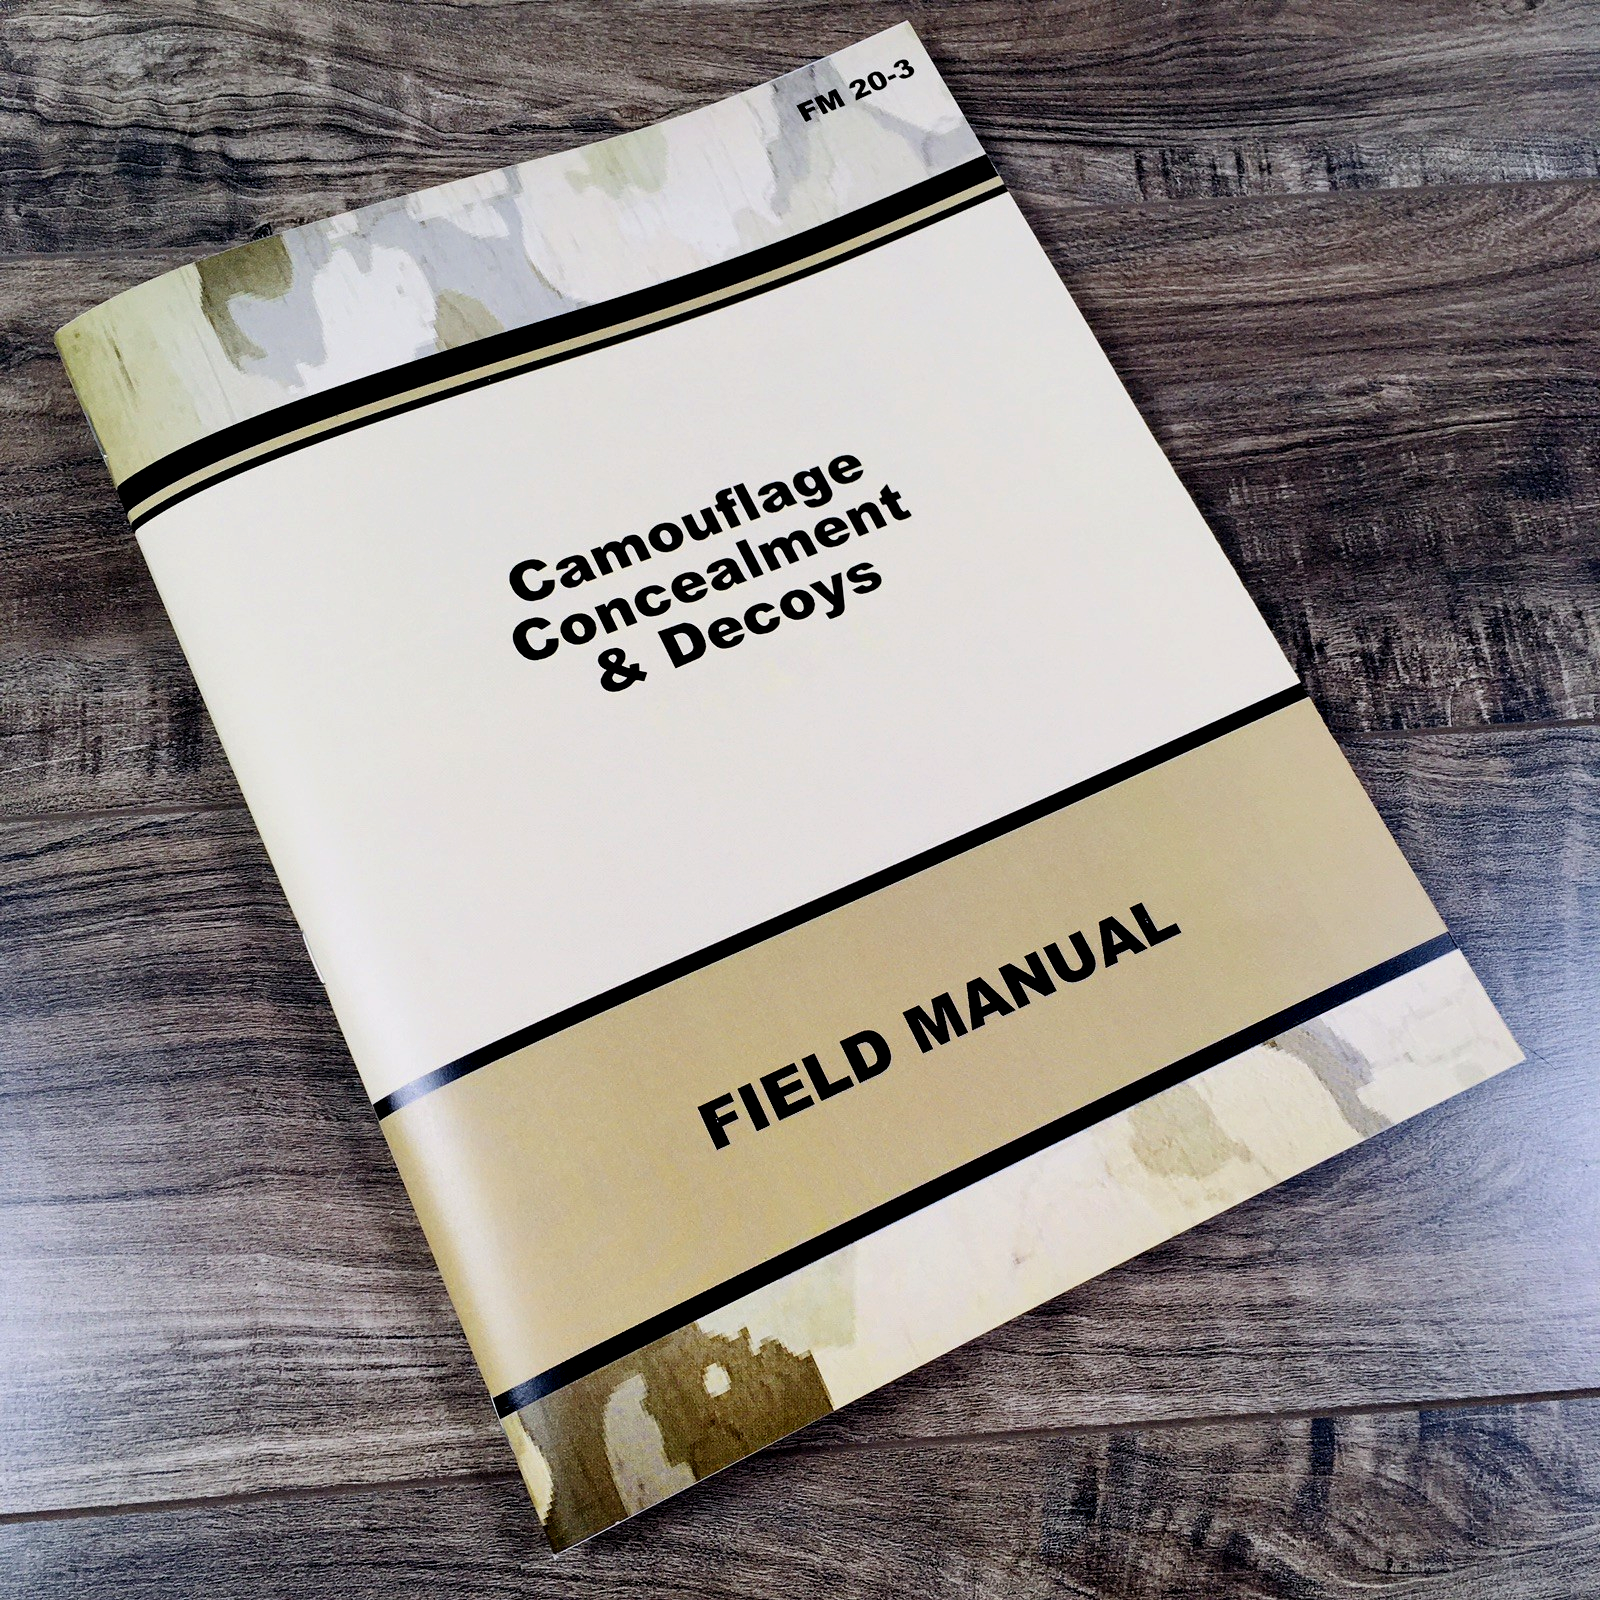 FM 20-3
Camouflage
Concealment
& Decoys
FIELD MANUAL